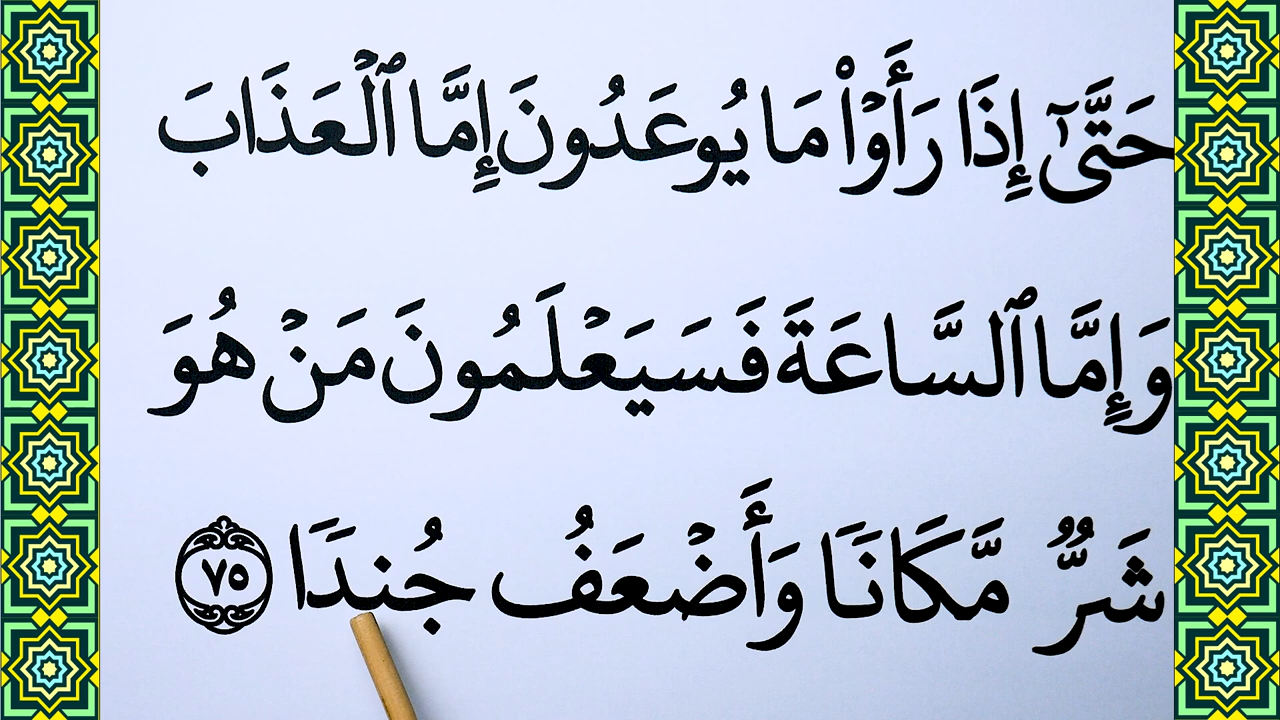 حَتَّىٰٓ إِذَا رَأَوۡاْ مَا يُوعَدُونَ إِمَّا ٱلۡعَذَابَ
وَإِمَّا ٱلسَّاعَةَ فَسَيَعۡلَمُونَ مَنۡ هُوَ
شَرّٞ مَّكَانَٗا وَأَضۡعَفُ جُندَٗا ٧٥